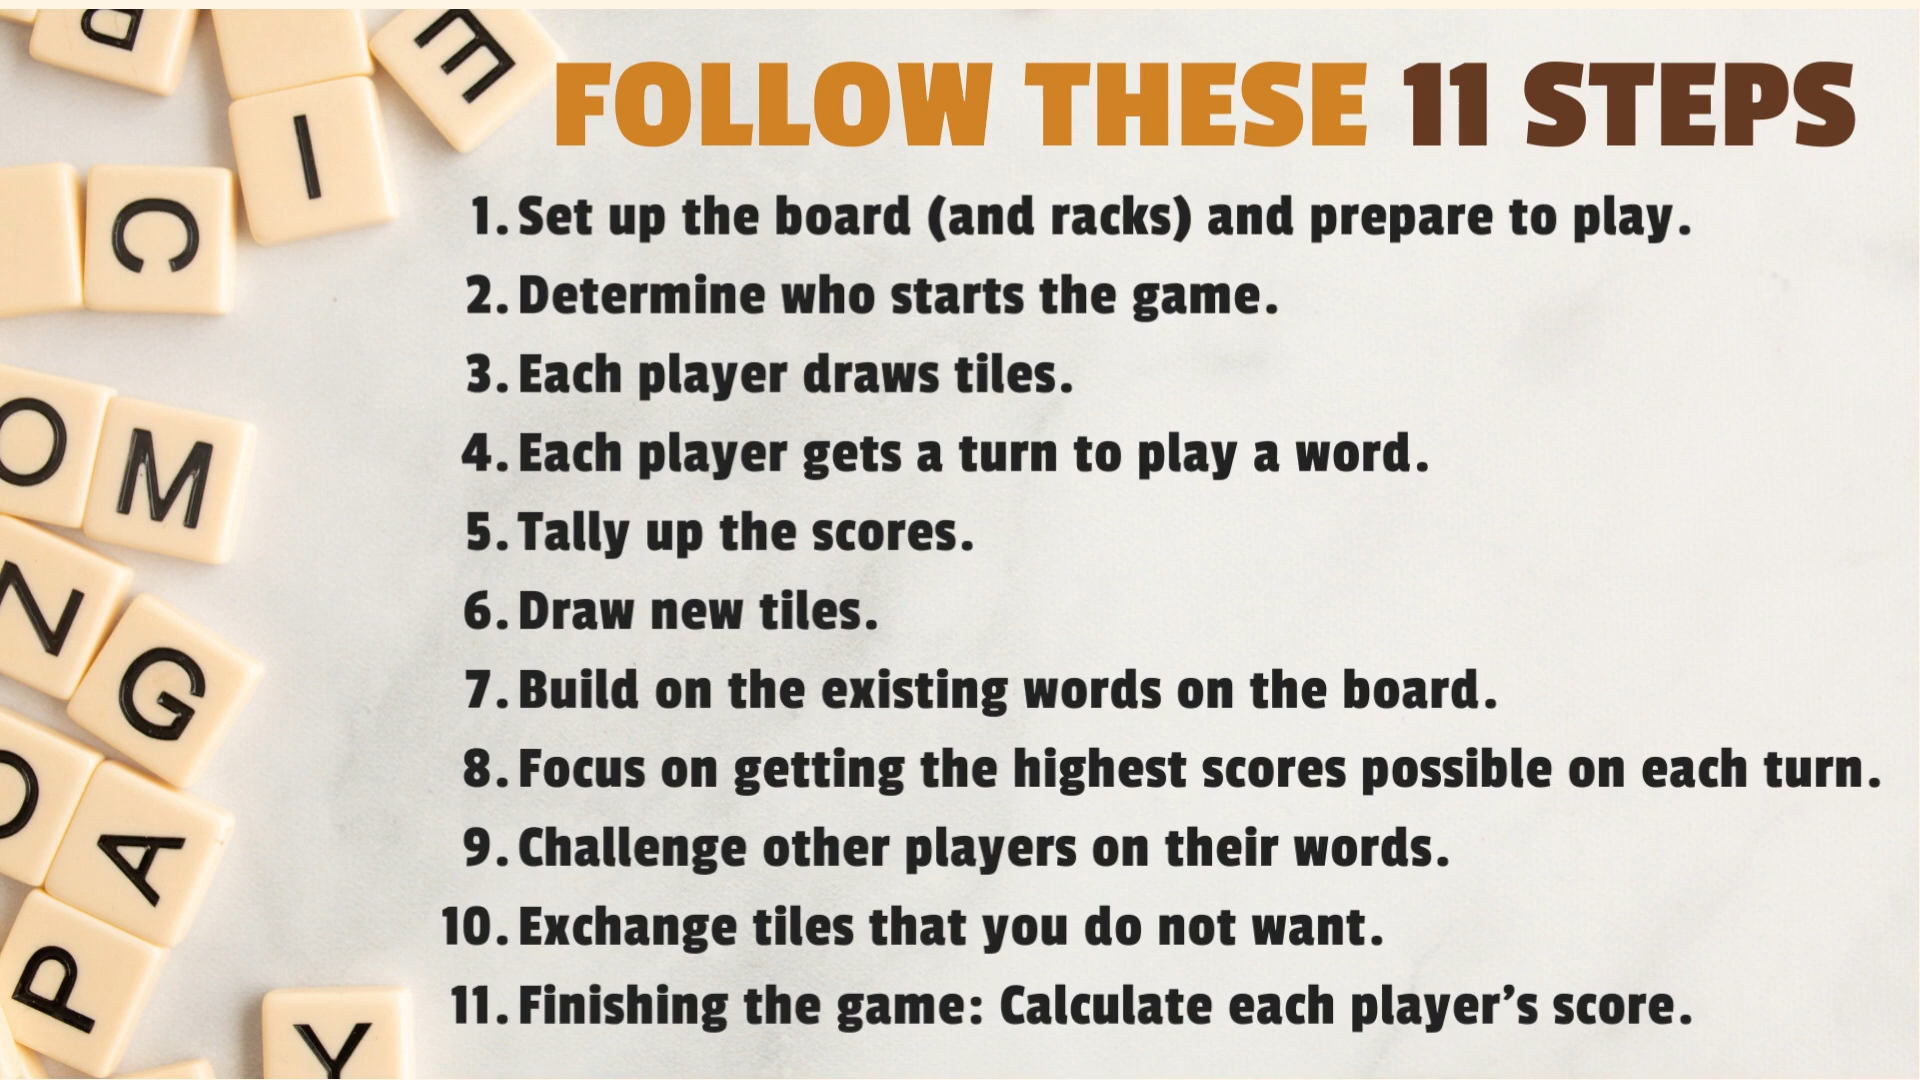 FOLLOW THESE 11 STEPS
1. Set up the board (and racks) and prepare to play.
2. Determine who starts the game.
3. Each player draws tiles.
4. Each player gets a turn to play a word.
5. Tally up the scores.
6. Draw new tiles.
7. Build on the existing words on the board.
8. Focus on getting the highest scores possible on each turn.
9. Challenge other players on their words.
10. Exchange tiles that you do not want.
11. Finishing the game: Calculate each player's score.
E
I
C
O
M
N
G
O
A
P
Y